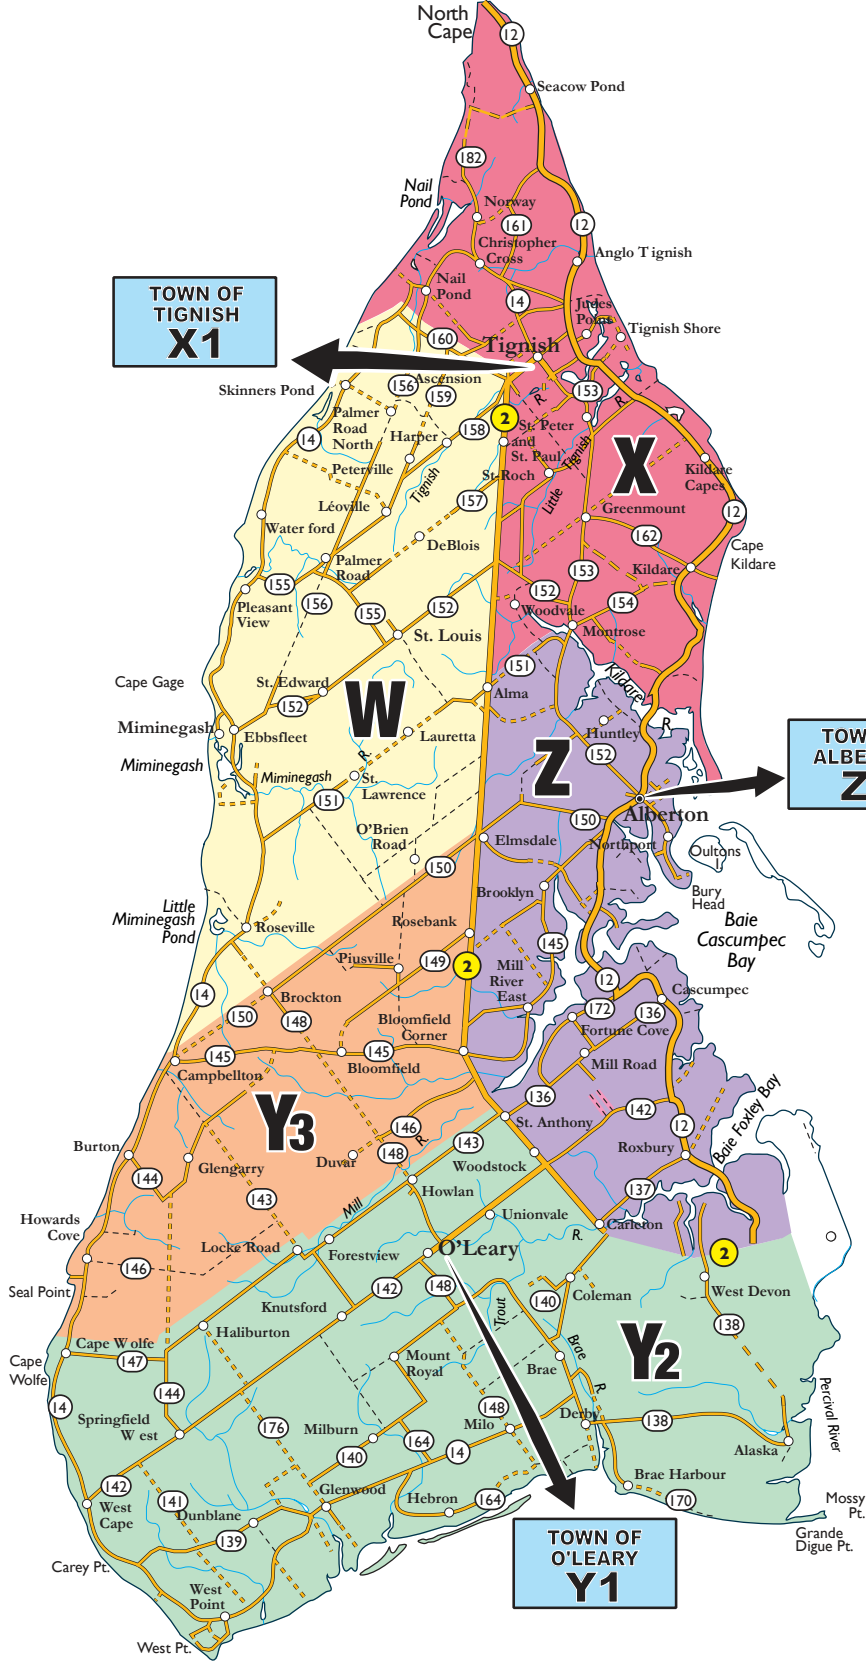 North
Cape
12
Seacow Pond
182
Nail
Pond
Norway
161
12
Christopher
Cross
Anglo Tignish
Nail
Pond
14
Judes
Point
TOWN OF
TIGNISH
X1
160
Tignish
Tignish Shore
Skinners Pond
156
Ascension
159
153
R.
R.
Palmer
Road
North
2
St. Peter
and
St. Paul
14
Harper
158
Tignish
X
Peterville
Tignish
St-Roch
Kildare
Capes
Léoville
157
Little
Greenmount
12
Water ford
DeBlois
162
Cape
Kildare
Palmer
Road
153
Kildare
155
152
Pleasant
View
156
155
152
Woodvale
154
St. Louis
Montrose
151
Kildare
Cape Gage
St. Edward
W
Alma
152
Miminegash
Ebbsfleet
Lauretta
Huntley
R.
R.
152
Z
TOW
ALBE
Z
Miminegash
Miminegash
St.
Lawrence
151
Alberton
150
O'Brien
Road
Elmsdale
Northport
Oultons
I.
150
Brooklyn
Bury
Head
Little
Miminegash
Pond
Roseville
Rosebank
Baie
Cascumpec
Bay
145
Piusville
149
2
Mill
River
East
12
14
Brockton
Cascumpec
150
148
Bloomfield
Corner
172
136
Fortune Cove
145
145
Campbellton
Bloomfield
Mill Road
136
Y3
142
146
St. Anthony
12
Baie Foxley Bay
Burton
R.
143
148
Woodstock
Roxbury
144
Glengarry
Duvar
143
Howlan
137
Howards
Cove
Mill
Unionvale
Carleton
R.
Locke Road
Forestview
O'Leary
2
146
Seal Point
142
148
Coleman
West Devon
Knutsford
140
Trout
138
Haliburton
Brae
Y2
Cape Wolfe
Cape
Wolfe
147
Mount
Royal
Brae
144
R.
14
Percival River
Springfield
W est
176
148
Derby
138
Milburn
164
Milo
140
14
Alaska
142
Glenwood
Brae Harbour
West
Cape
141
Hebron
164
170
Mossy
Pt.
Dunblane
139
Grande
Digue Pt.
TOWN OF
O'LEARY
Y1
Carey Pt.
West
Point
West Pt.